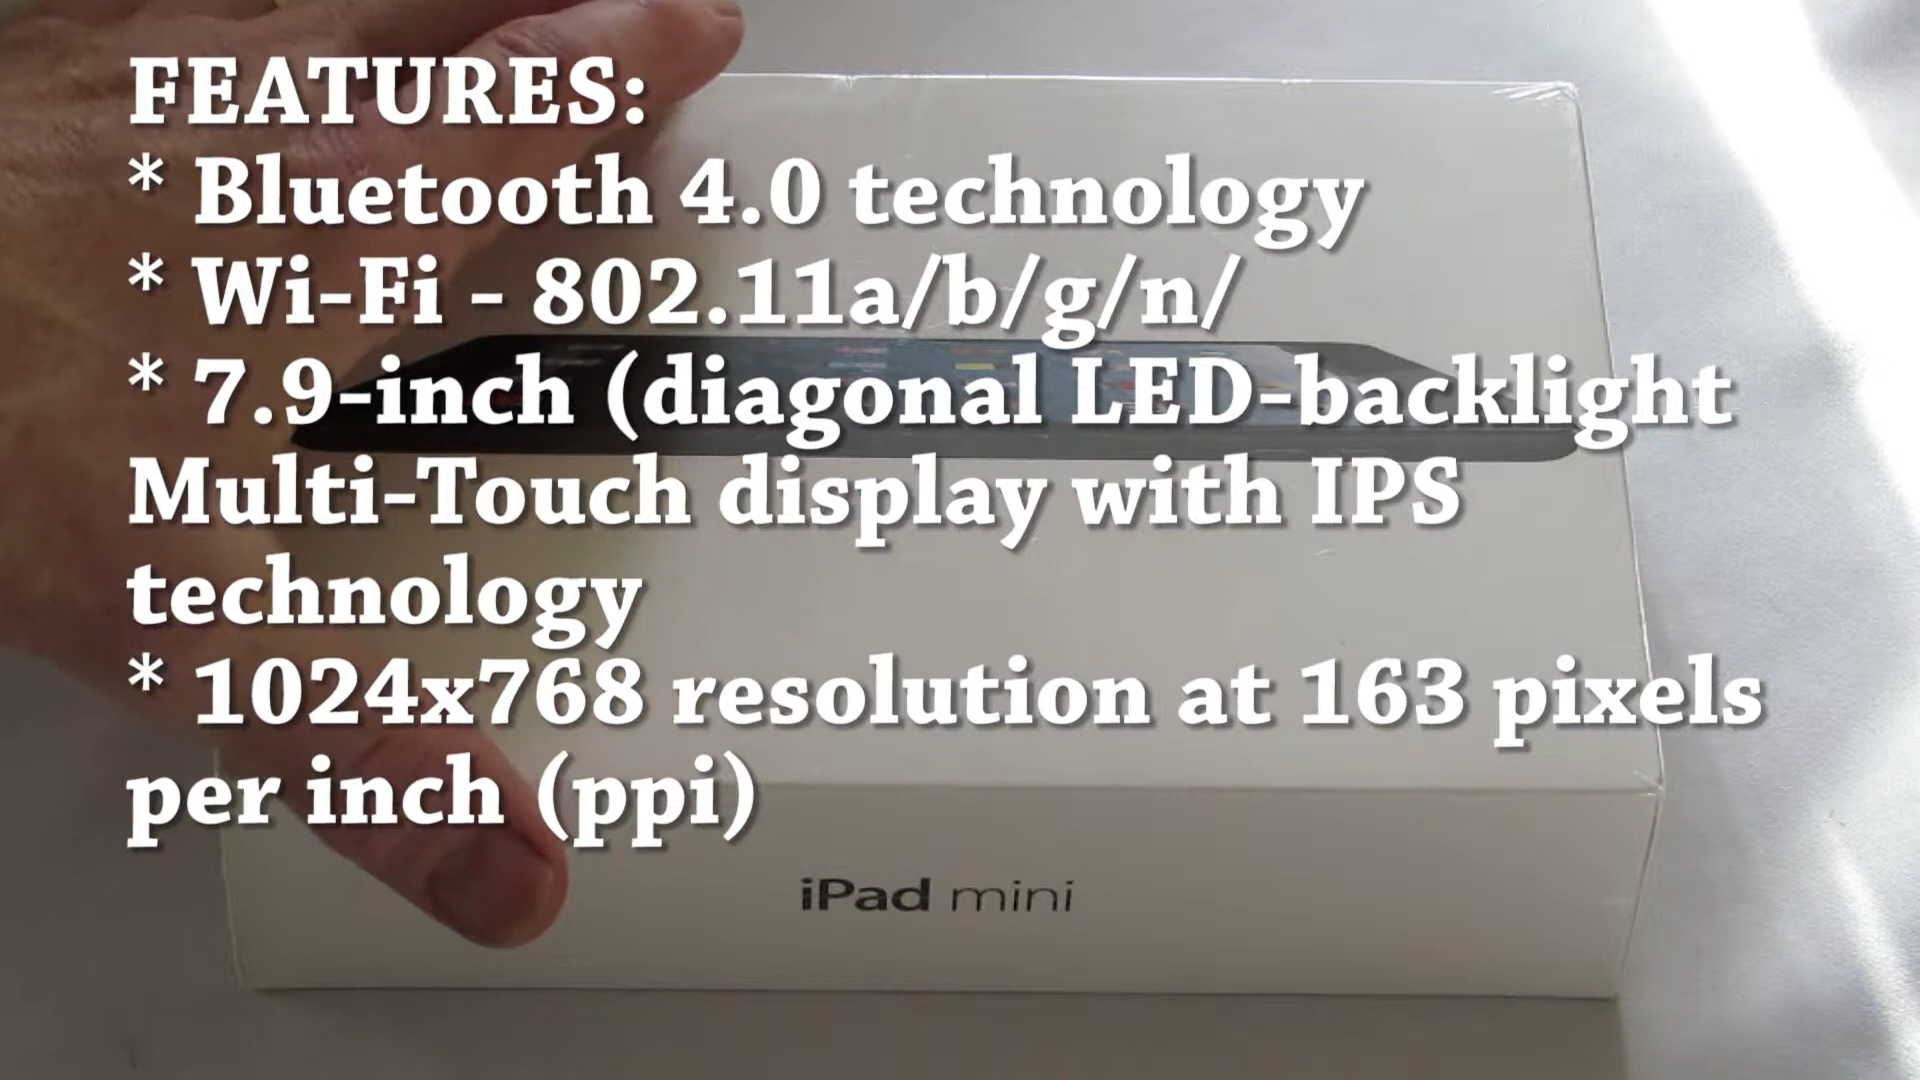 FEATURES:
* Bluetooth 4.0 technology
* Wi-Fi - 802.11a/b/g/n/
* 7.9-inch (diagonal LED-backlight
Multi-Touch display with IPS
technology
* 1024x768 resolution at 163 pixels
per inch (ppi)
iPad mini